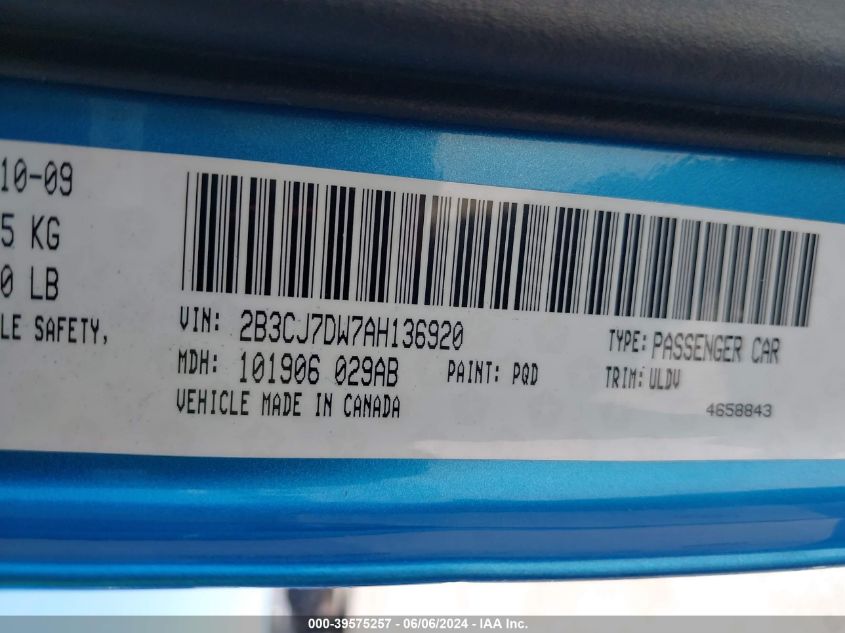 10-09
5 KG
0 LB
LE SAFETY,
VIN: 2B3CJ7DW7AH136920
TYPE: PASSENGER CAR
MDH: 101906 029AB
PAINT: PQD
TRIM: ULDV
VEHICLE MADE IN CANADA
4658843
000-39575257 - 06/06/2024 - IAA Inc.